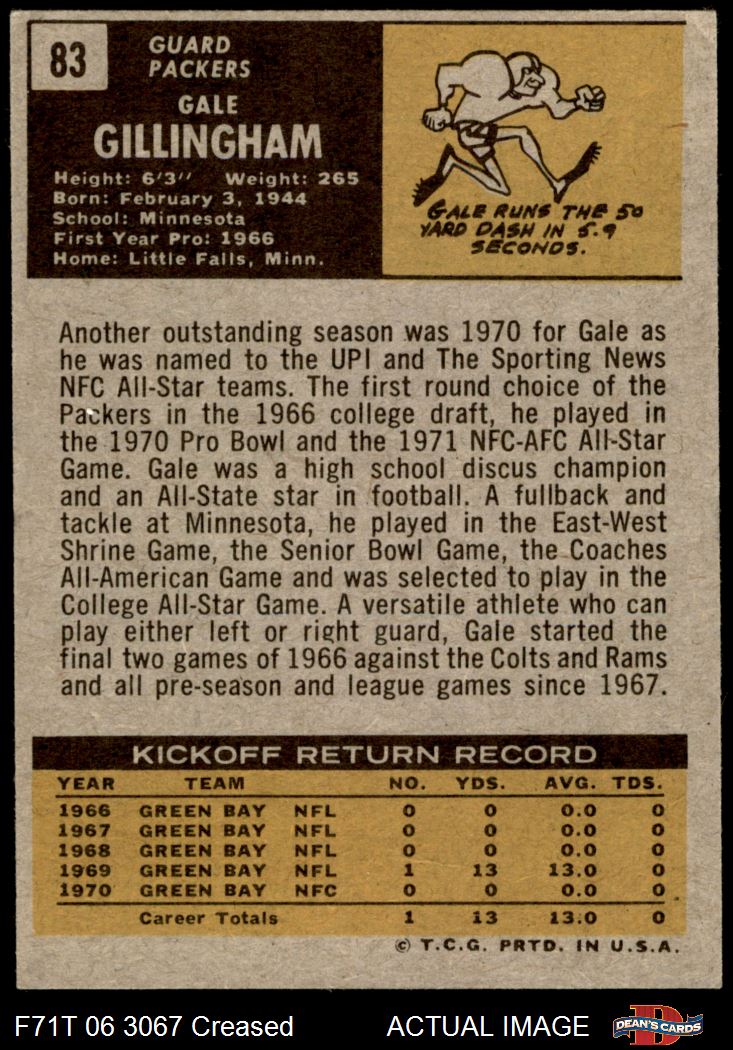 83
GUARD
PACKERS
GALE
GILLINGHAM
Height: 6'3" Weight: 265
Born: February 3, 1944
School: Minnesota
First Year Pro: 1966
Home: Little Falls, Minn.
GALE RUNS THE 50
YARD DASH IN 5.9
SECONDS.
Another outstanding season was 1970 for Gale as
he was named to the UPI and The Sporting News
NFC All-Star teams. The first round choice of the
Packers in the 1966 college draft, he played in
the 1970 Pro Bowl and the 1971 NFC-AFC All-Star
Game. Gale was a high school discus champion
and an All-State star in football. A fullback and
tackle at Minnesota, he played in the East-West
Shrine Game, the Senior Bowl Game, the Coaches
All-American Game and was selected to play in the
College All-Star Game. A versatile athlete who can
play either left or right guard, Gale started the
final two games of 1966 against the Colts and Rams
and all pre-season and league games since 1967.
KICKOFF RETURN RECORD
YEAR TEAM NO. YDS. AVG. TDS.
1966 GREEN BAY NFL 0 0 0.0 0
1967 GREEN BAY NFL 0 0 0.0 0
1968 GREEN BAY NFL 0 0 0.0 0
1969 GREEN BAY NFL 1 13 13.0 0
1970 GREEN BAY NFC 0 0 0.0 0
Career Totals 1 13 13.0 0
© T.C.G. PRTD. IN U.S.A.
F71T 06 3067 Creased ACTUAL IMAGE
D
DEAN'S CARDS